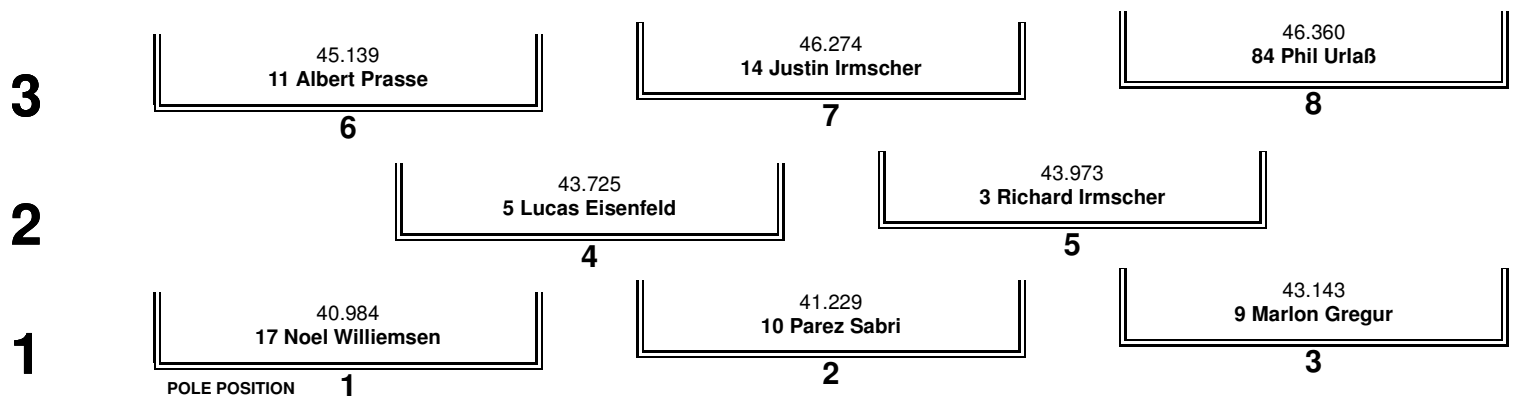 3
45.139
11 Albert Prasse
6
46.274
14 Justin Irmscher
7
46.360
84 Phil Urlaß
8
2
43.725
5 Lucas Eisenfeld
4
43.973
3 Richard Irmscher
5
1
40.984
17 Noel Williemsen
POLE POSITION 1
41.229
10 Parez Sabri
2
43.143
9 Marlon Gregur
3